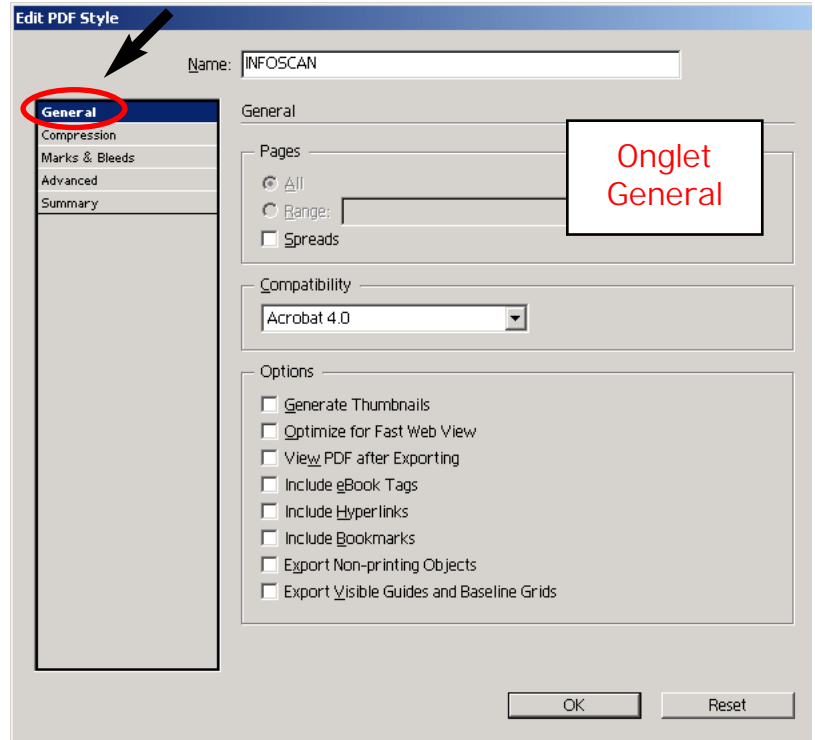 Edit PDF Style
Name: INFOSCAN
General
Compression
Marks & Bleeds
Advanced
Summary
General
Onglet
General
Pages
All
Range:
Spreads
Compatibility
Acrobat 4.0
Options
Generate Thumbnails
Optimize for Fast Web View
View PDF after Exporting
Include eBook Tags
Include Hyperlinks
Include Bookmarks
Export Non-printing Objects
Export Visible Guides and Baseline Grids
OK Reset